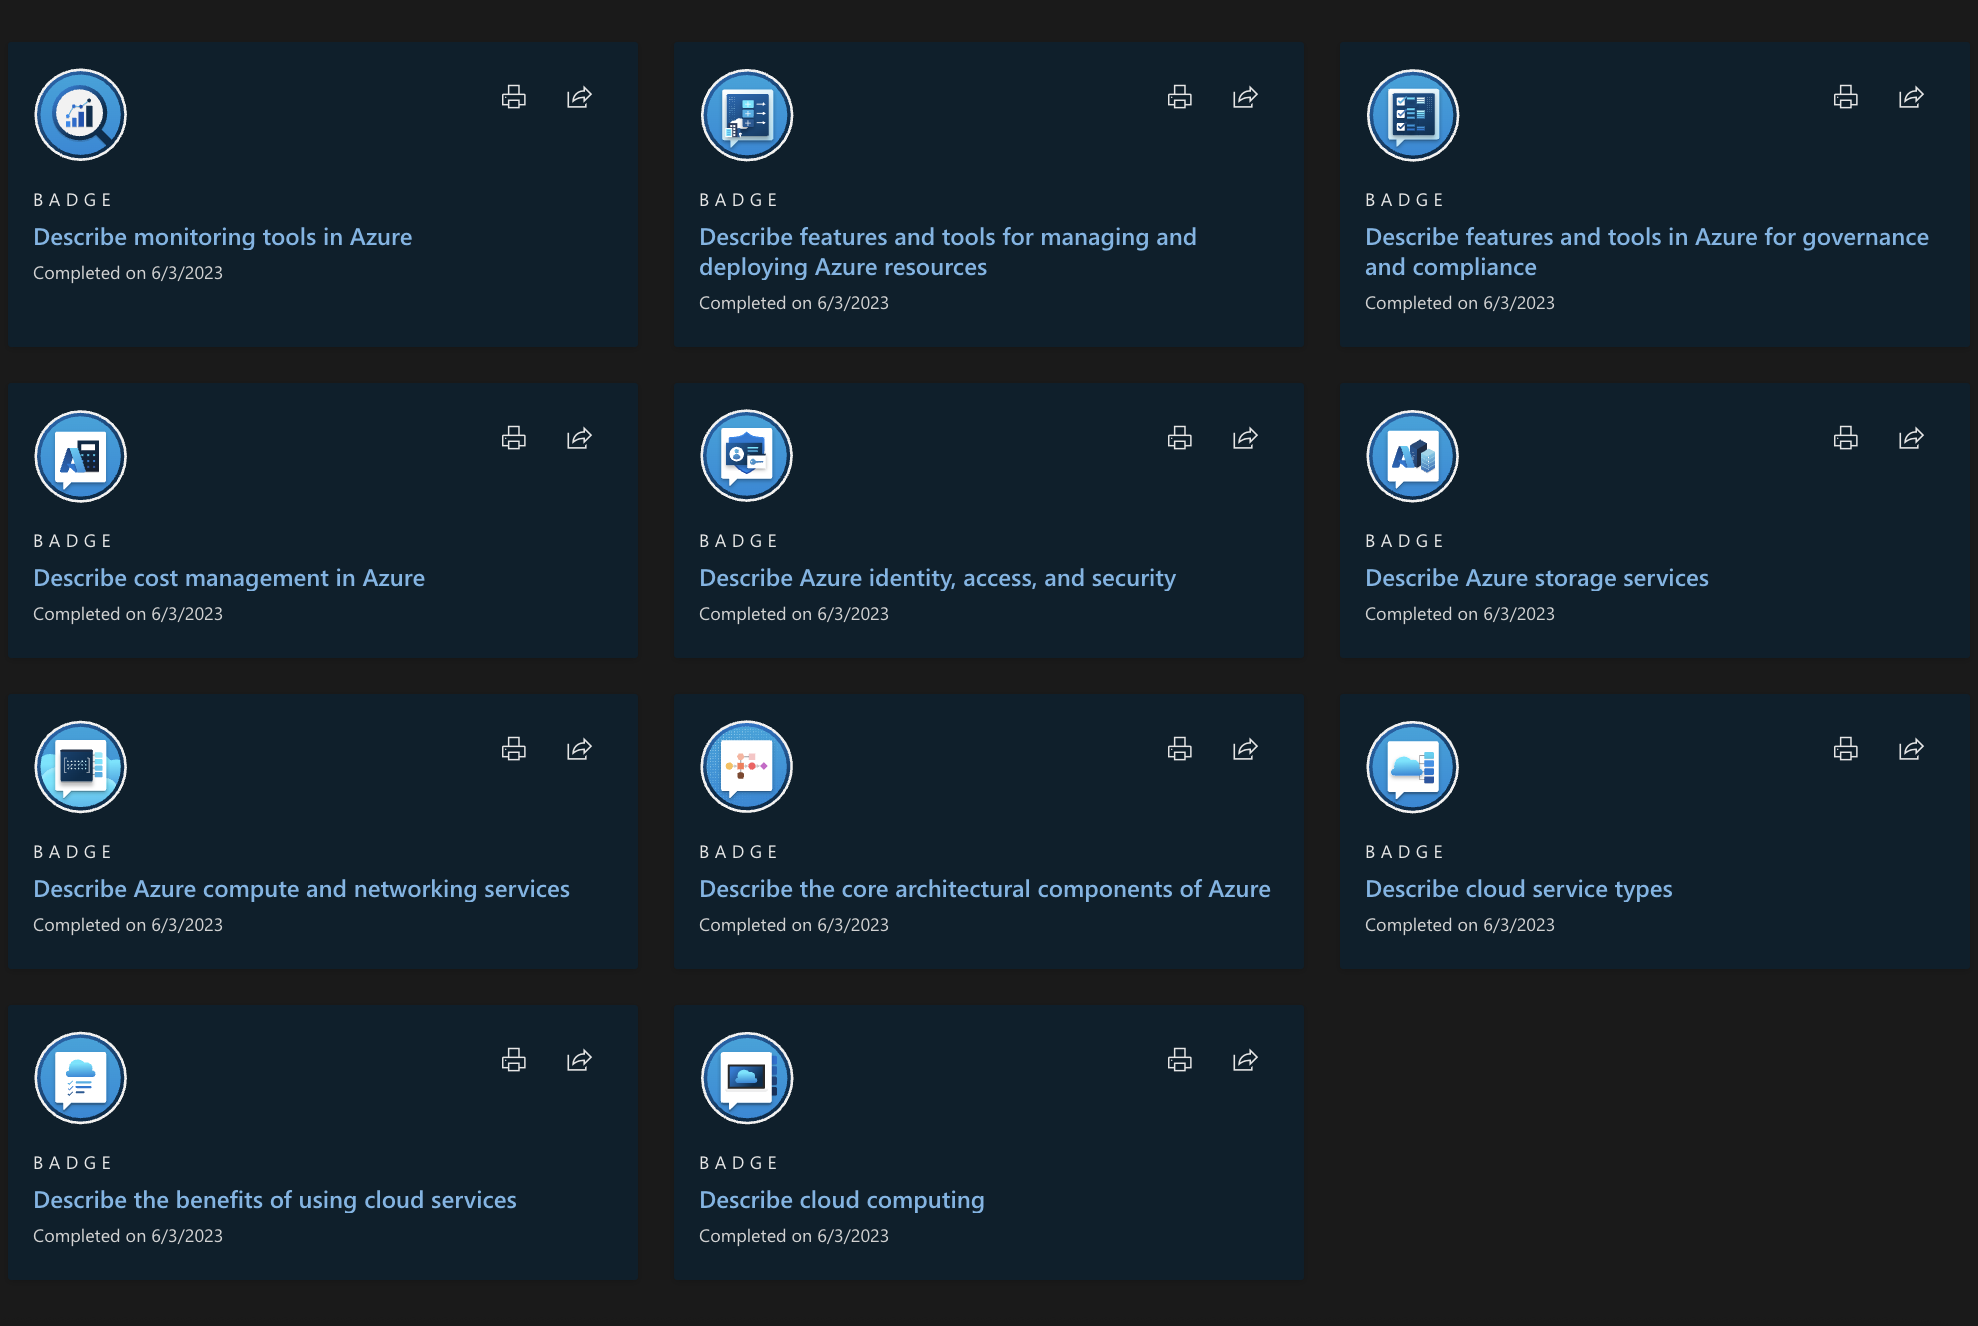 BADGE
Describe monitoring tools in Azure
Completed on 6/3/2023
BADGE
Describe features and tools for managing and
deploying Azure resources
Completed on 6/3/2023
BADGE
Describe features and tools in Azure for governance
and compliance
Completed on 6/3/2023
BADGE
Describe cost management in Azure
Completed on 6/3/2023
BADGE
Describe Azure identity, access, and security
Completed on 6/3/2023
BADGE
Describe Azure storage services
Completed on 6/3/2023
BADGE
Describe Azure compute and networking services
Completed on 6/3/2023
BADGE
Describe the core architectural components of Azure
Completed on 6/3/2023
BADGE
Describe cloud service types
Completed on 6/3/2023
BADGE
Describe the benefits of using cloud services
Completed on 6/3/2023
BADGE
Describe cloud computing
Completed on 6/3/2023